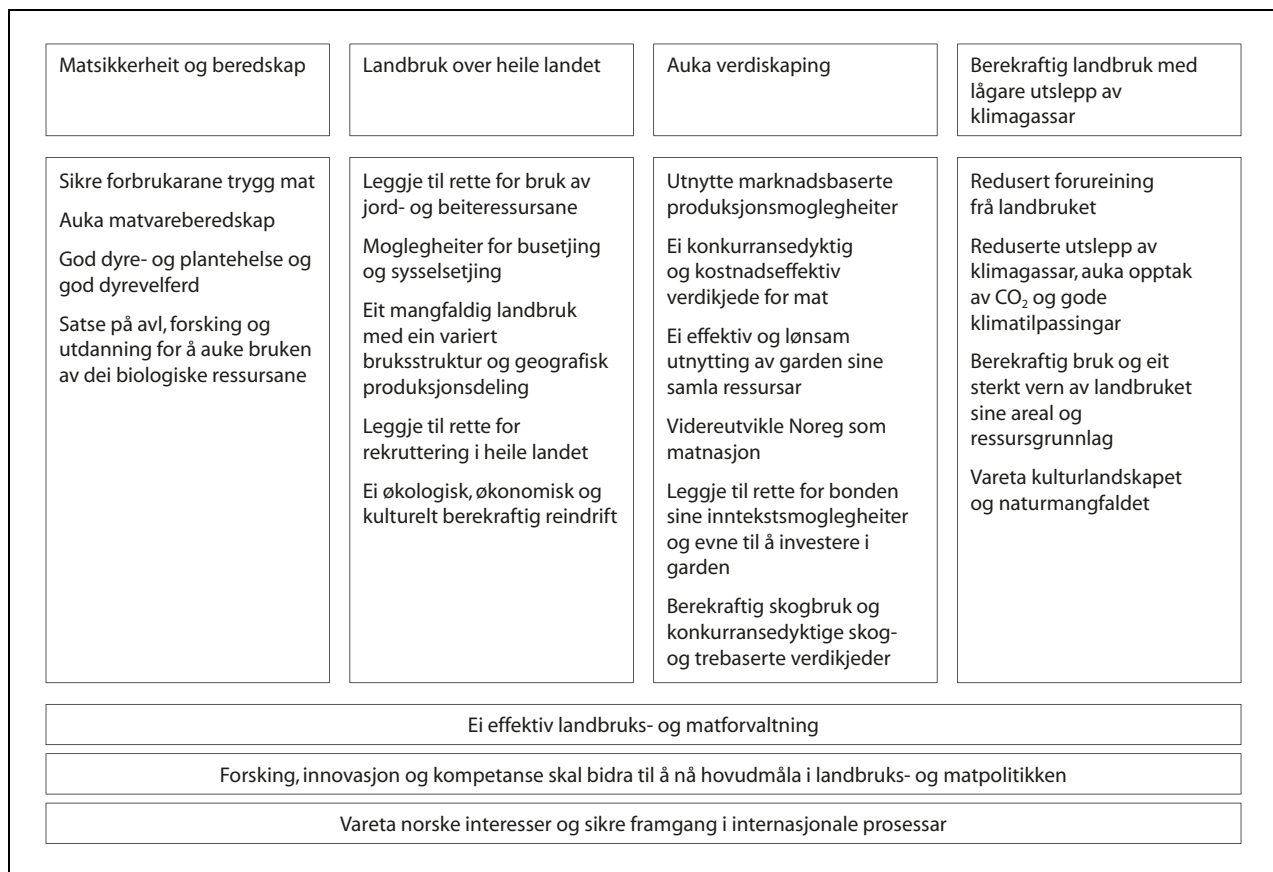 Matsikkerheit og beredskap
Landbruk over heile landet
Auka verdiskaping
Berekraftig landbruk med
lågare utslepp av
klimagassar
Sikre forbrukarane trygg mat
Auka matvareberedskap
God dyre- og plantehelse og
god dyrevelferd
Satse på avl, forsking og
utdanning for å auke bruken
av dei biologiske ressursane
Leggje til rette for bruk av
jord- og beiteressursane
Moglegheiter for busetjing
og sysselsetjing
Eit mangfaldig landbruk
med ein variert
bruksstruktur og geografisk
produksjonsdeling
Leggje til rette for
rekruttering i heile landet
Ei økologisk, økonomisk og
kulturelt berekraftig reindrift
Utnytte marknadsbaserte
produksjonsmoglegheiter
Ei konkurransedyktig
og kostnadseffektiv
verdikjede for mat
Ei effektiv og lønsam
utnytting av garden sine
samla ressursar
Videreutvikle Noreg som
matnasjon
Leggje til rette for bonden
sine inntekstsmoglegheiter
og evne til å investere i
garden
Berekraftig skogbruk og
konkurransedyktige skog-
og trebaserte verdikjeder
Redusert forureining
frå landbruket
Reduserte utslepp av
klimagassar, auka opptak
av CO₂ og gode
klimatilpassingar
Berekraftig bruk og eit
sterkt vern av landbruket
sine areal og
ressursgrunnlag
Vareta kulturlandskapet
og naturmangfaldet
Ei effektiv landbruks- og matforvaltning
Forsking, innovasjon og kompetanse skal bidra til å nå hovudmåla i landbruks- og matpolitikken
Vareta norske interesser og sikre framgang i internasjonale prosessar